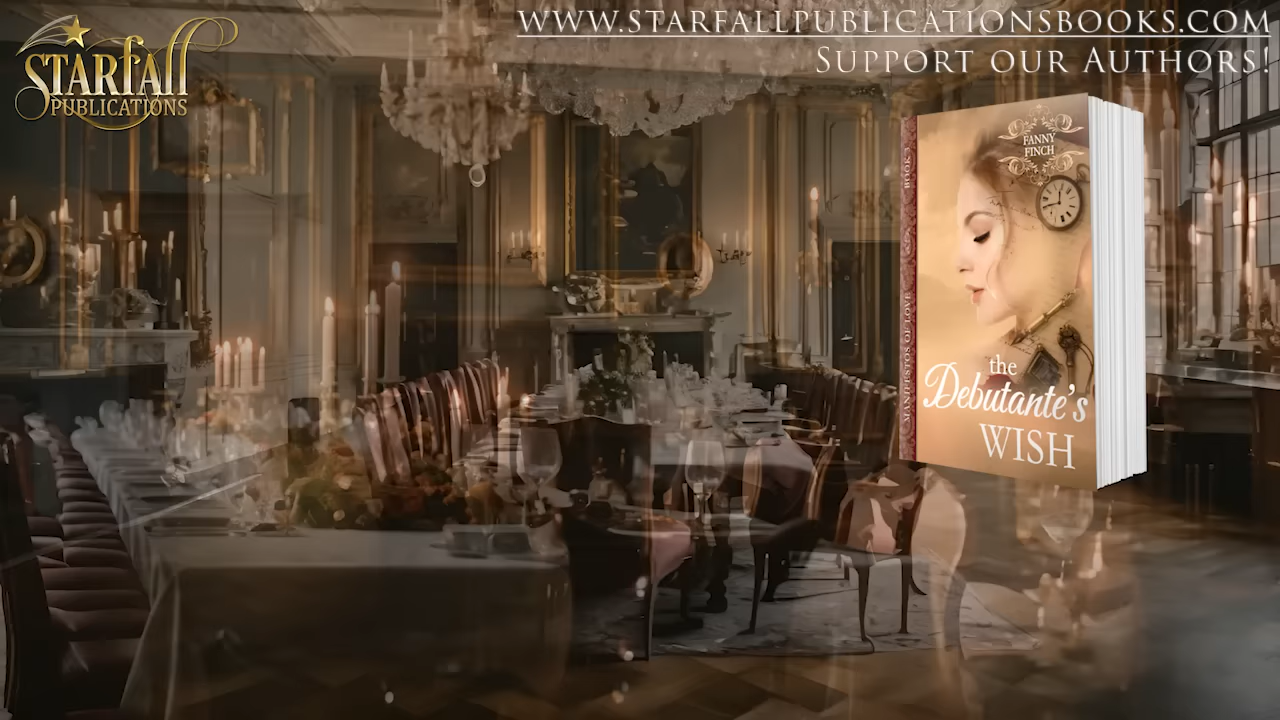 STARfall
PUBLICATIONS
WWW.STARFALLPUBLICATIONSBOOKS.COM
SUPPORT OUR AUTHORS!
FANNY
FINCH
BOOK 3
MANIFESTOS OF LOVE
the
Debutante's
WISH